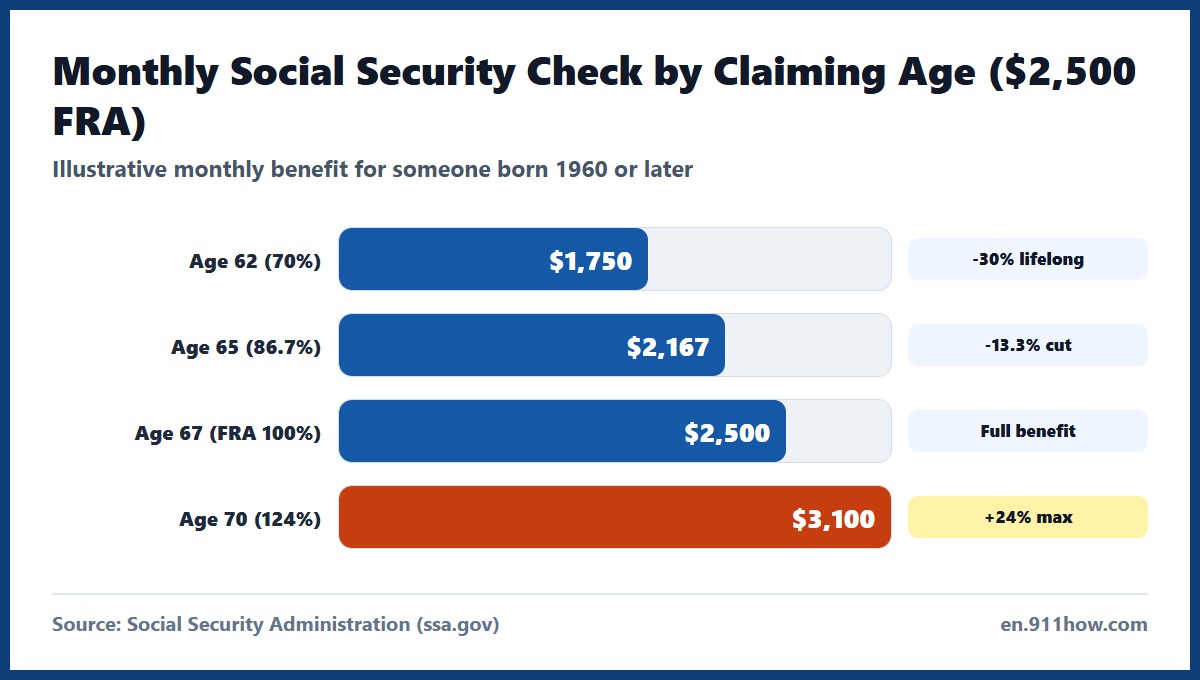 Monthly Social Security Check by Claiming Age ($2,500
FRA)
Illustrative monthly benefit for someone born 1960 or later
Age 62 (70%) $1,750 -30% lifelong
Age 65 (86.7%) $2,167 -13.3% cut
Age 67 (FRA 100%) $2,500 Full benefit
Age 70 (124%) $3,100 +24% max
Source: Social Security Administration (ssa.gov) en.911how.com